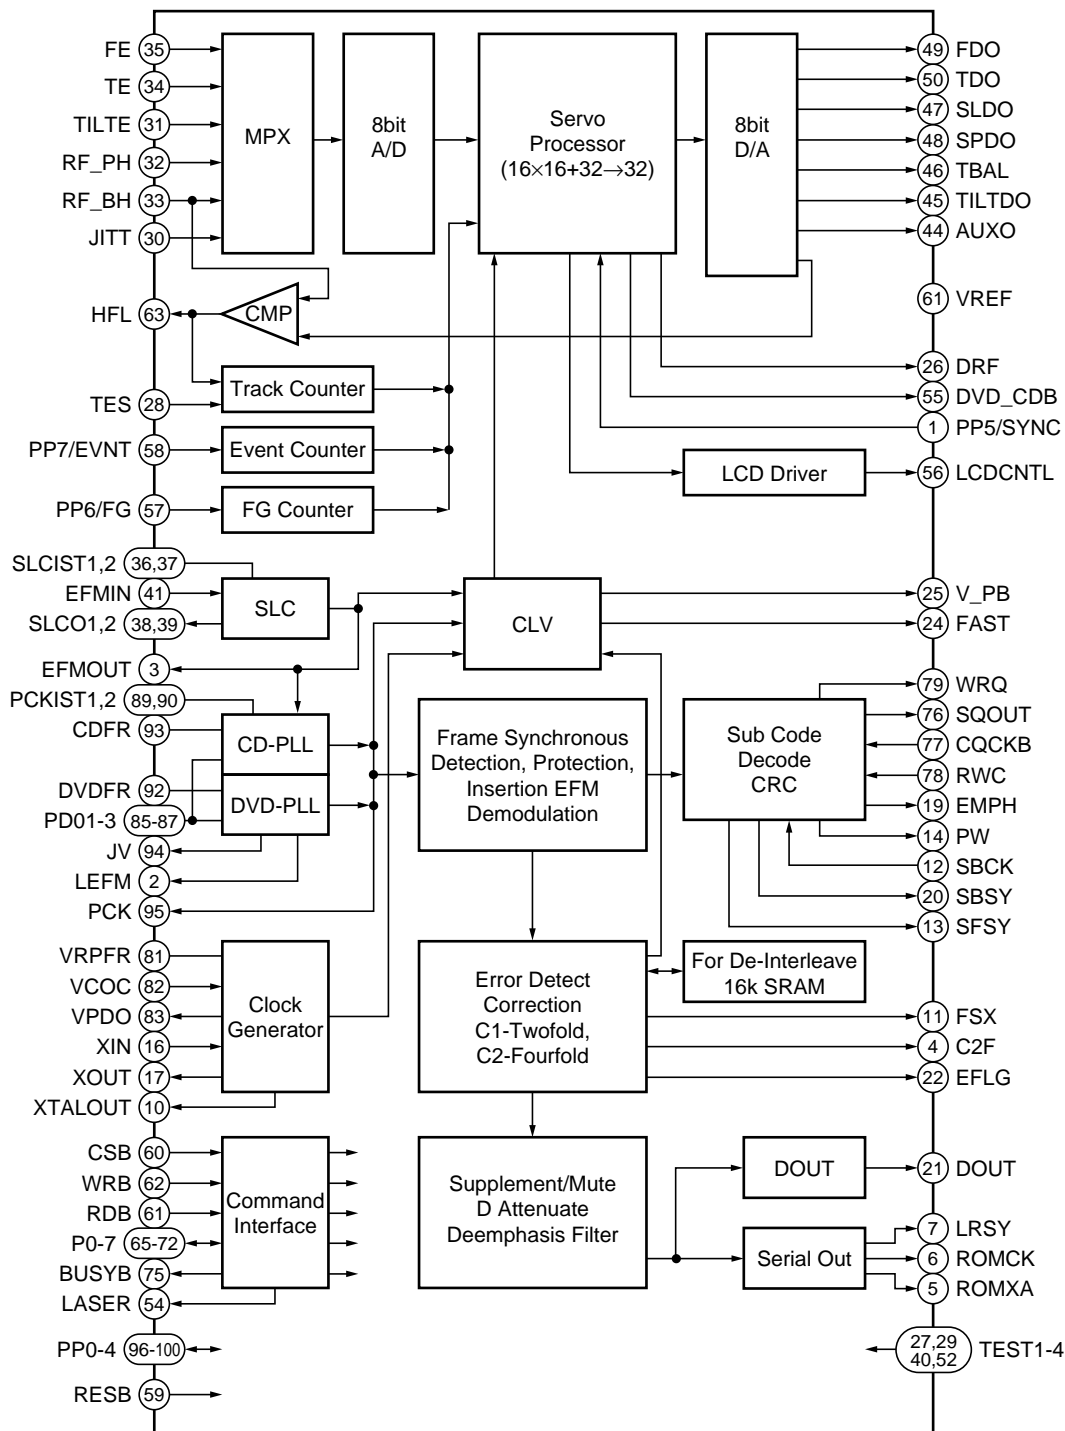 FE 35
TE 34
TILTE 31
RF_PH 32
RF_BH 33
JITT 30
HFL 63
TES 28
PP7/EVNT 58
PP6/FG 57
SLCIST1,2 36,37
EFMIN 41
SLCO1,2 38,39
EFMOUT 3
PCKIST1,2 89,90
CDFR 93
DVDFR 92
PD01-3 85-87
JV 94
LEFM 2
PCK 95
VRPFR 81
VCOC 82
VPDO 83
XIN 16
XOUT 17
XTALOUT 10
CSB 60
WRB 62
RDB 61
P0-7 65-72
BUSYB 75
LASER 54
PP0-4 96-100
RESB 59
MPX
8bit
A/D
Servo
Processor
(16×16+32→32)
8bit
D/A
CMP
Track Counter
Event Counter
FG Counter
LCD Driver
SLC
CLV
CD-PLL
DVD-PLL
Frame Synchronous
Detection, Protection,
Insertion EFM
Demodulation
Sub Code
Decode
CRC
Clock
Generator
Error Detect
Correction
C1-Twofold,
C2-Fourfold
For De-Interleave
16k SRAM
Command
Interface
Supplement/Mute
D Attenuate
Deemphasis Filter
DOUT
Serial Out
49 FDO
50 TDO
47 SLDO
48 SPDO
46 TBAL
45 TILTDO
44 AUXO
61 VREF
26 DRF
55 DVD_CDB
1 PP5/SYNC
56 LCDCNTL
25 V_PB
24 FAST
79 WRQ
76 SQOUT
77 CQCKB
78 RWC
19 EMPH
14 PW
12 SBCK
20 SBSY
13 SFSY
11 FSX
4 C2F
22 EFLG
21 DOUT
7 LRSY
6 ROMCK
5 ROMXA
27,29
40,52 TEST1-4